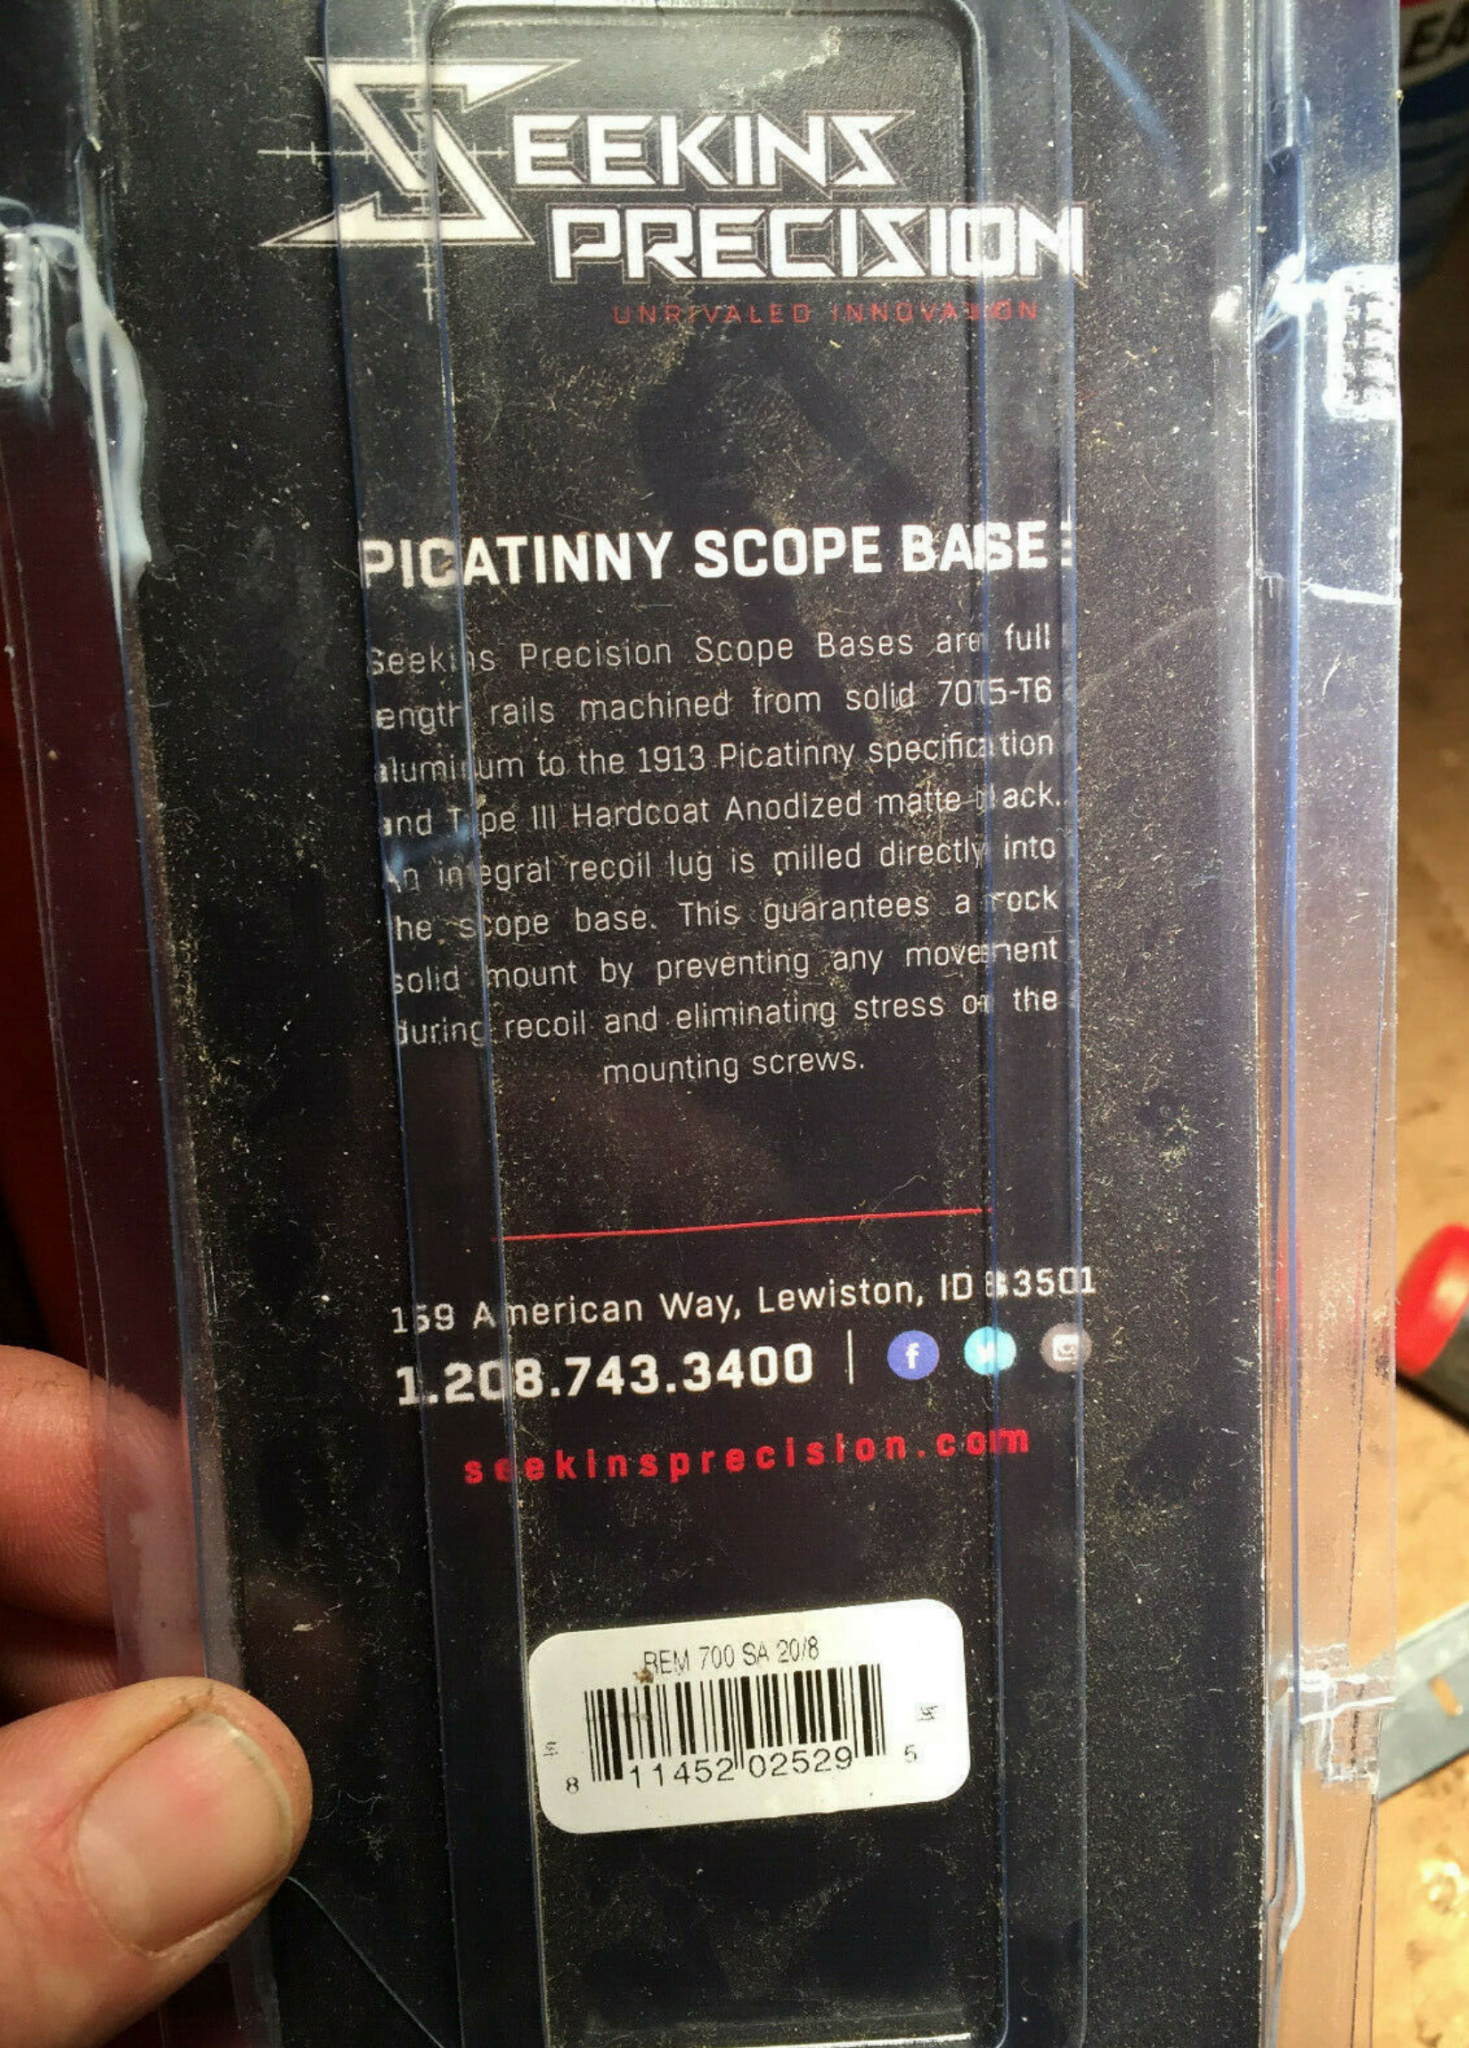 SEEKINS
PRECISION
UNRIVALED INNOVATION
PICATINNY SCOPE BASE
Seekins Precision Scope Bases are full
length rails machined from solid 7075-T6
aluminum to the 1913 Picatinny specification
and Type III Hardcoat Anodized matte black.
An integral recoil lug is milled directly into
the scope base. This guarantees a rock
solid mount by preventing any movement
during recoil and eliminating stress on the
mounting screws.
159 American Way, Lewiston, ID 83501
1.208.743.3400
seekinsprecision.com
REM 700 SA 20/8
8 11452 02529 5
EA